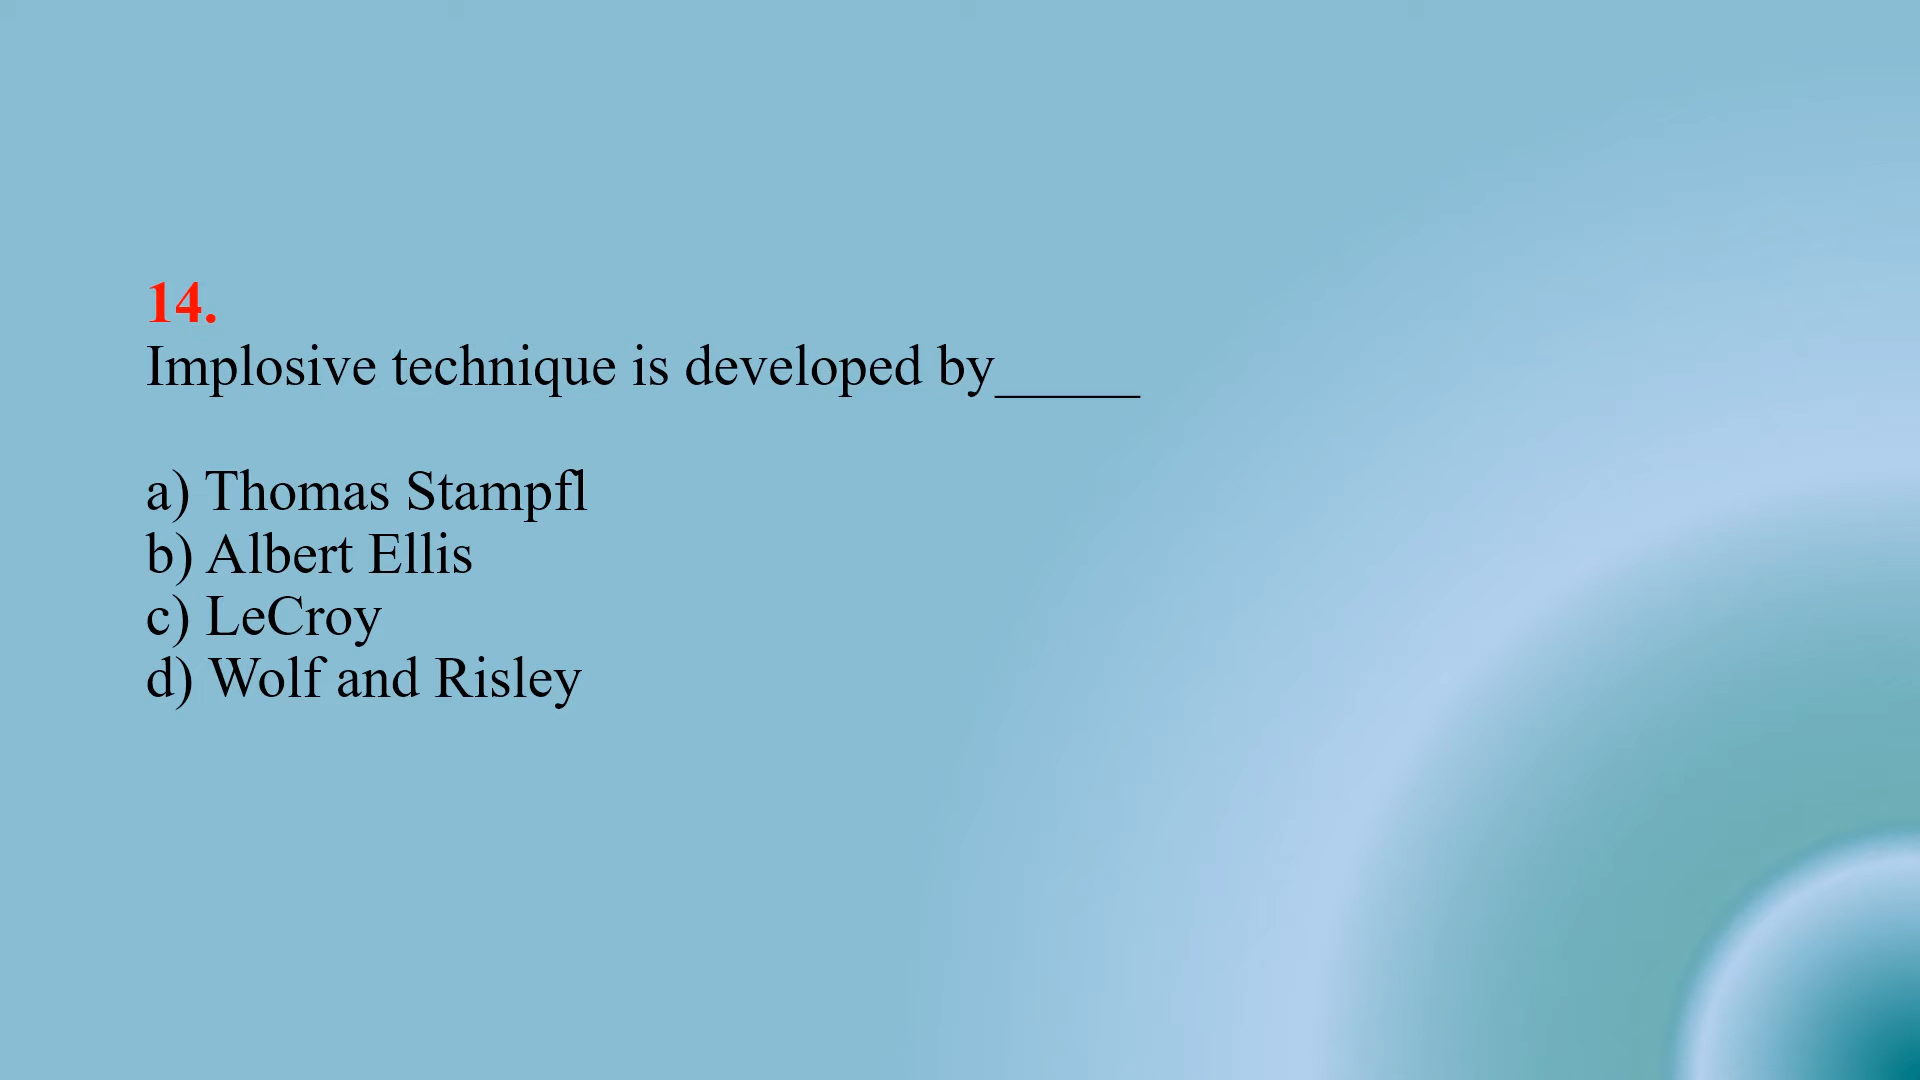 14.
Implosive technique is developed by_____
a) Thomas Stampfl
b) Albert Ellis
c) LeCroy
d) Wolf and Risley